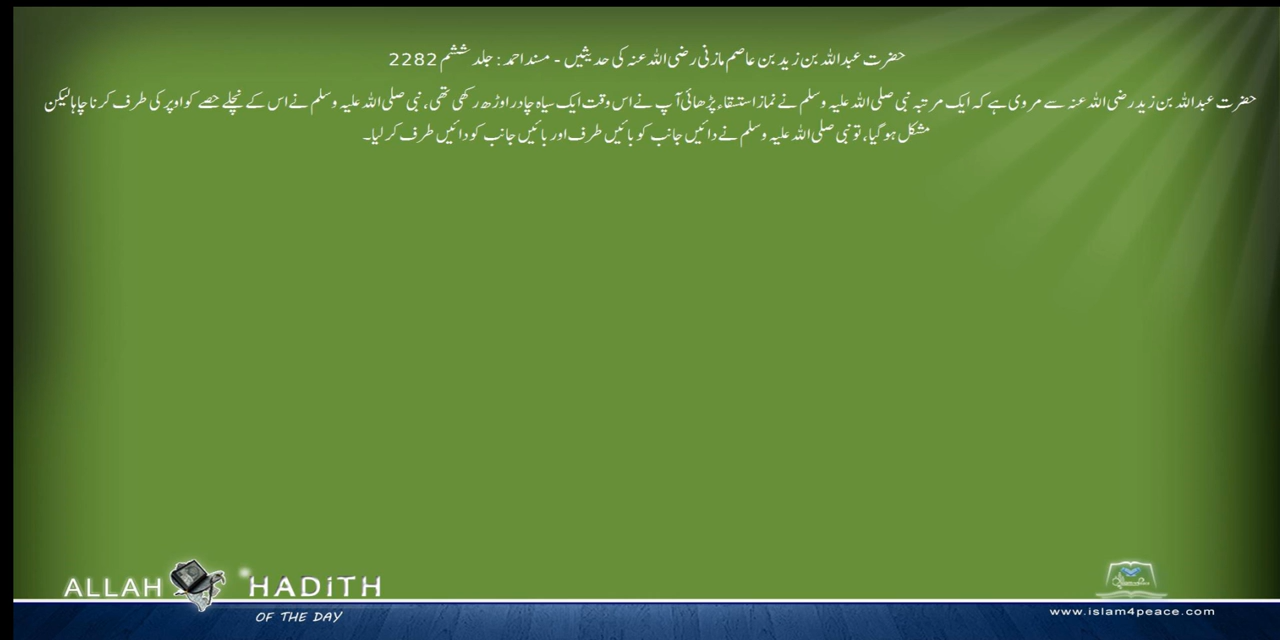 حضرت عبداللہ بن زید بن عاصم مازنی رضی اللہ عنہ کی حدیثیں - مسند احمد : جلد ششم 2282
حضرت عبداللہ بن زید رضی اللہ عنہ سے مروی ہے کہ ایک مرتبہ نبی صلی اللہ علیہ وسلم نے نماز استسقاء پڑھائی آپ نے اس وقت ایک سیاہ چادر اوڑھ رکھی تھی، نبی صلی اللہ علیہ وسلم نے اس کے نچلے حصے کو اوپر کی طرف کرنا چاہا لیکن
مشکل ہو گیا، تو نبی صلی اللہ علیہ وسلم نے دائیں جانب کو بائیں طرف اور بائیں جانب کو دائیں طرف کر لیا۔
ALLAH HADITH
OF THE DAY
www.islam4peace.com